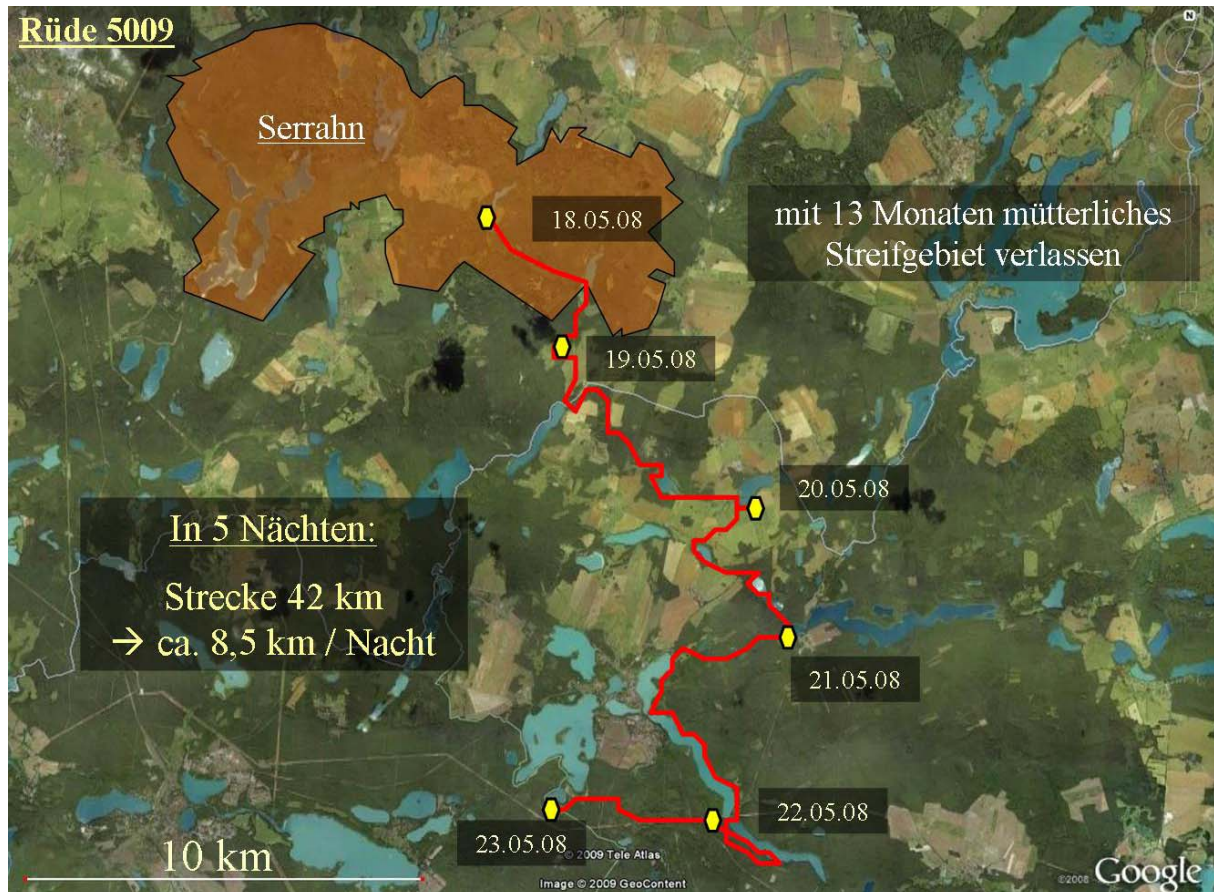 Rüde 5009
N
Serrahn
18.05.08
mit 13 Monaten mütterliches
Streifgebiet verlassen
19.05.08
20.05.08
In 5 Nächten:
Strecke 42 km
→ ca. 8,5 km / Nacht
21.05.08
22.05.08
23.05.08
10 km
© 2009 Tele Atlas
Image © 2009 GeoContent
©2008 Google